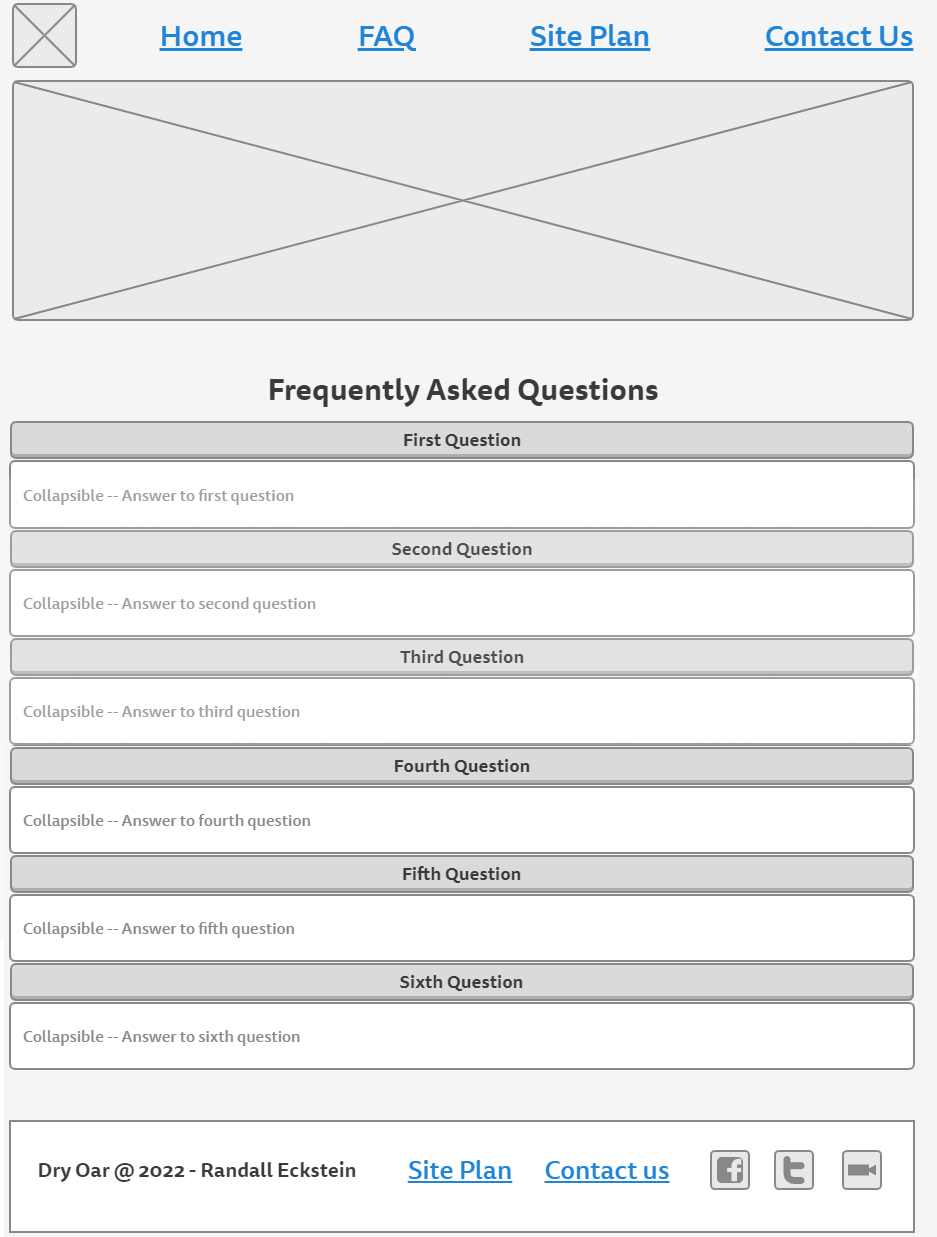 Home FAQ Site Plan Contact Us
Frequently Asked Questions
First Question
Collapsible -- Answer to first question
Second Question
Collapsible -- Answer to second question
Third Question
Collapsible -- Answer to third question
Fourth Question
Collapsible -- Answer to fourth question
Fifth Question
Collapsible -- Answer to fifth question
Sixth Question
Collapsible -- Answer to sixth question
Dry Oar @ 2022 - Randall Eckstein Site Plan Contact us